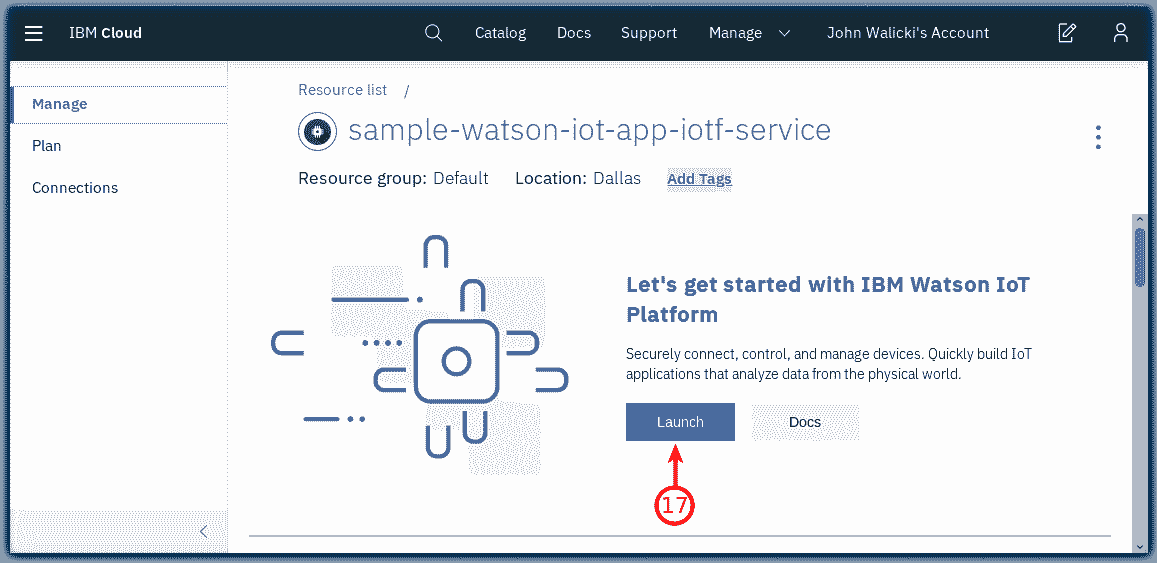 IBM Cloud Catalog Docs Support Manage John Walicki's Account
Manage
Plan
Connections
Resource list /
sample-watson-iot-app-iotf-service
Resource group: Default Location: Dallas Add Tags
Let's get started with IBM Watson IoT
Platform
Securely connect, control, and manage devices. Quickly build IoT
applications that analyze data from the physical world.
Launch Docs
17